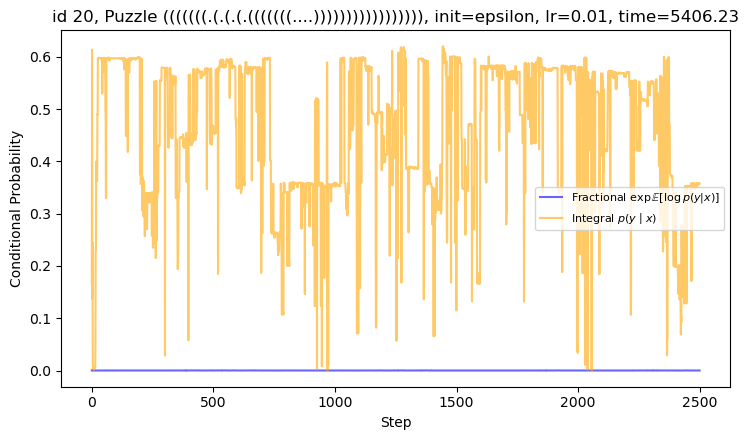 id 20, Puzzle (((((((.(.(.(.(((((((....))))))))))))))))), init=epsilon, lr=0.01, time=5406.23
Conditional Probability
0.6
0.5
0.4
0.3
0.2
0.1
0.0
Fractional exp𝔼[log p(y|x)]
Integral p(y | x)
0 500 1000 1500 2000 2500
Step